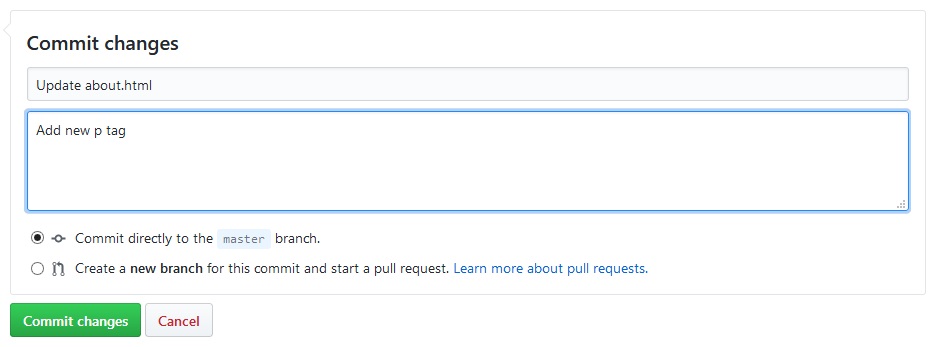 Commit changes
Update about.html
Add new p tag
Commit directly to the master branch.
Create a new branch for this commit and start a pull request. Learn more about pull requests.
Commit changes Cancel